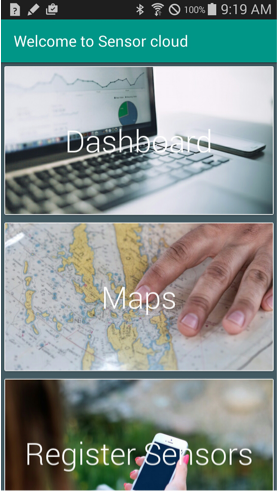 100% 9:19 AM
Welcome to Sensor cloud
Dashboard
Maps
Register Sensors